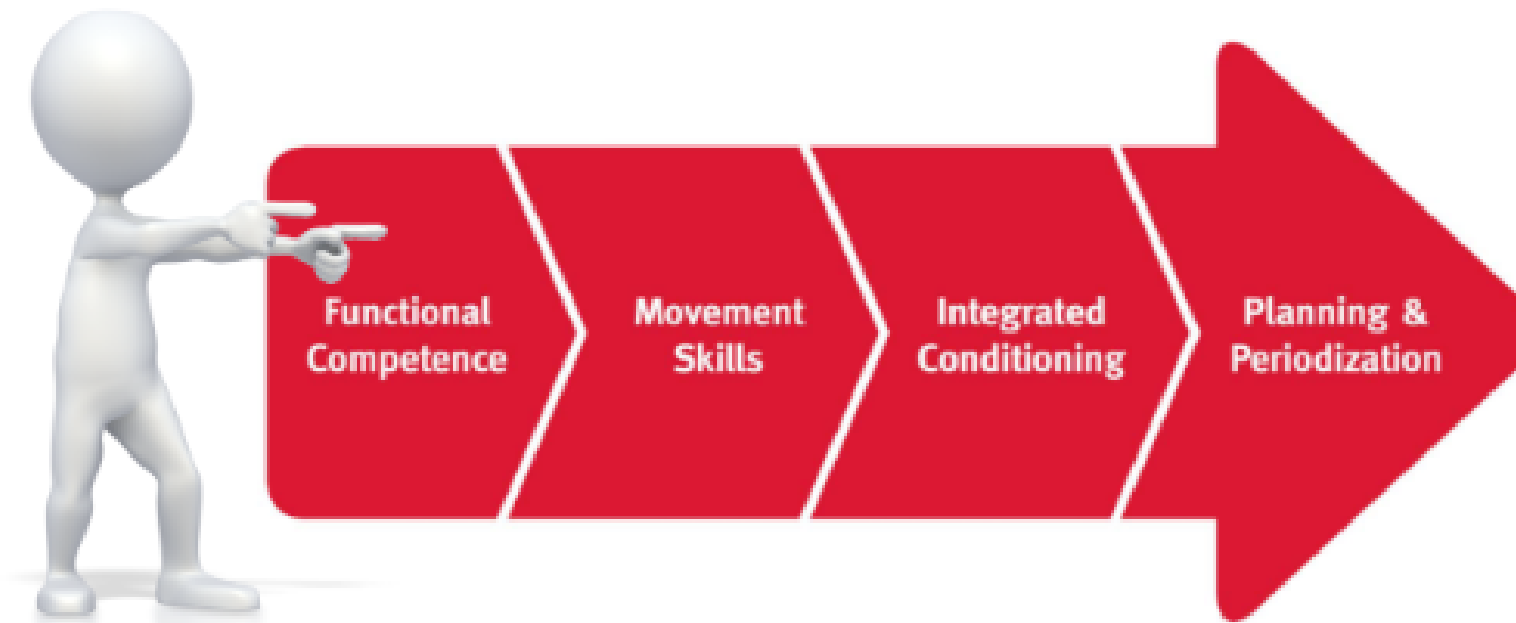 Functional
Competence
Movement
Skills
Integrated
Conditioning
Planning &
Periodization